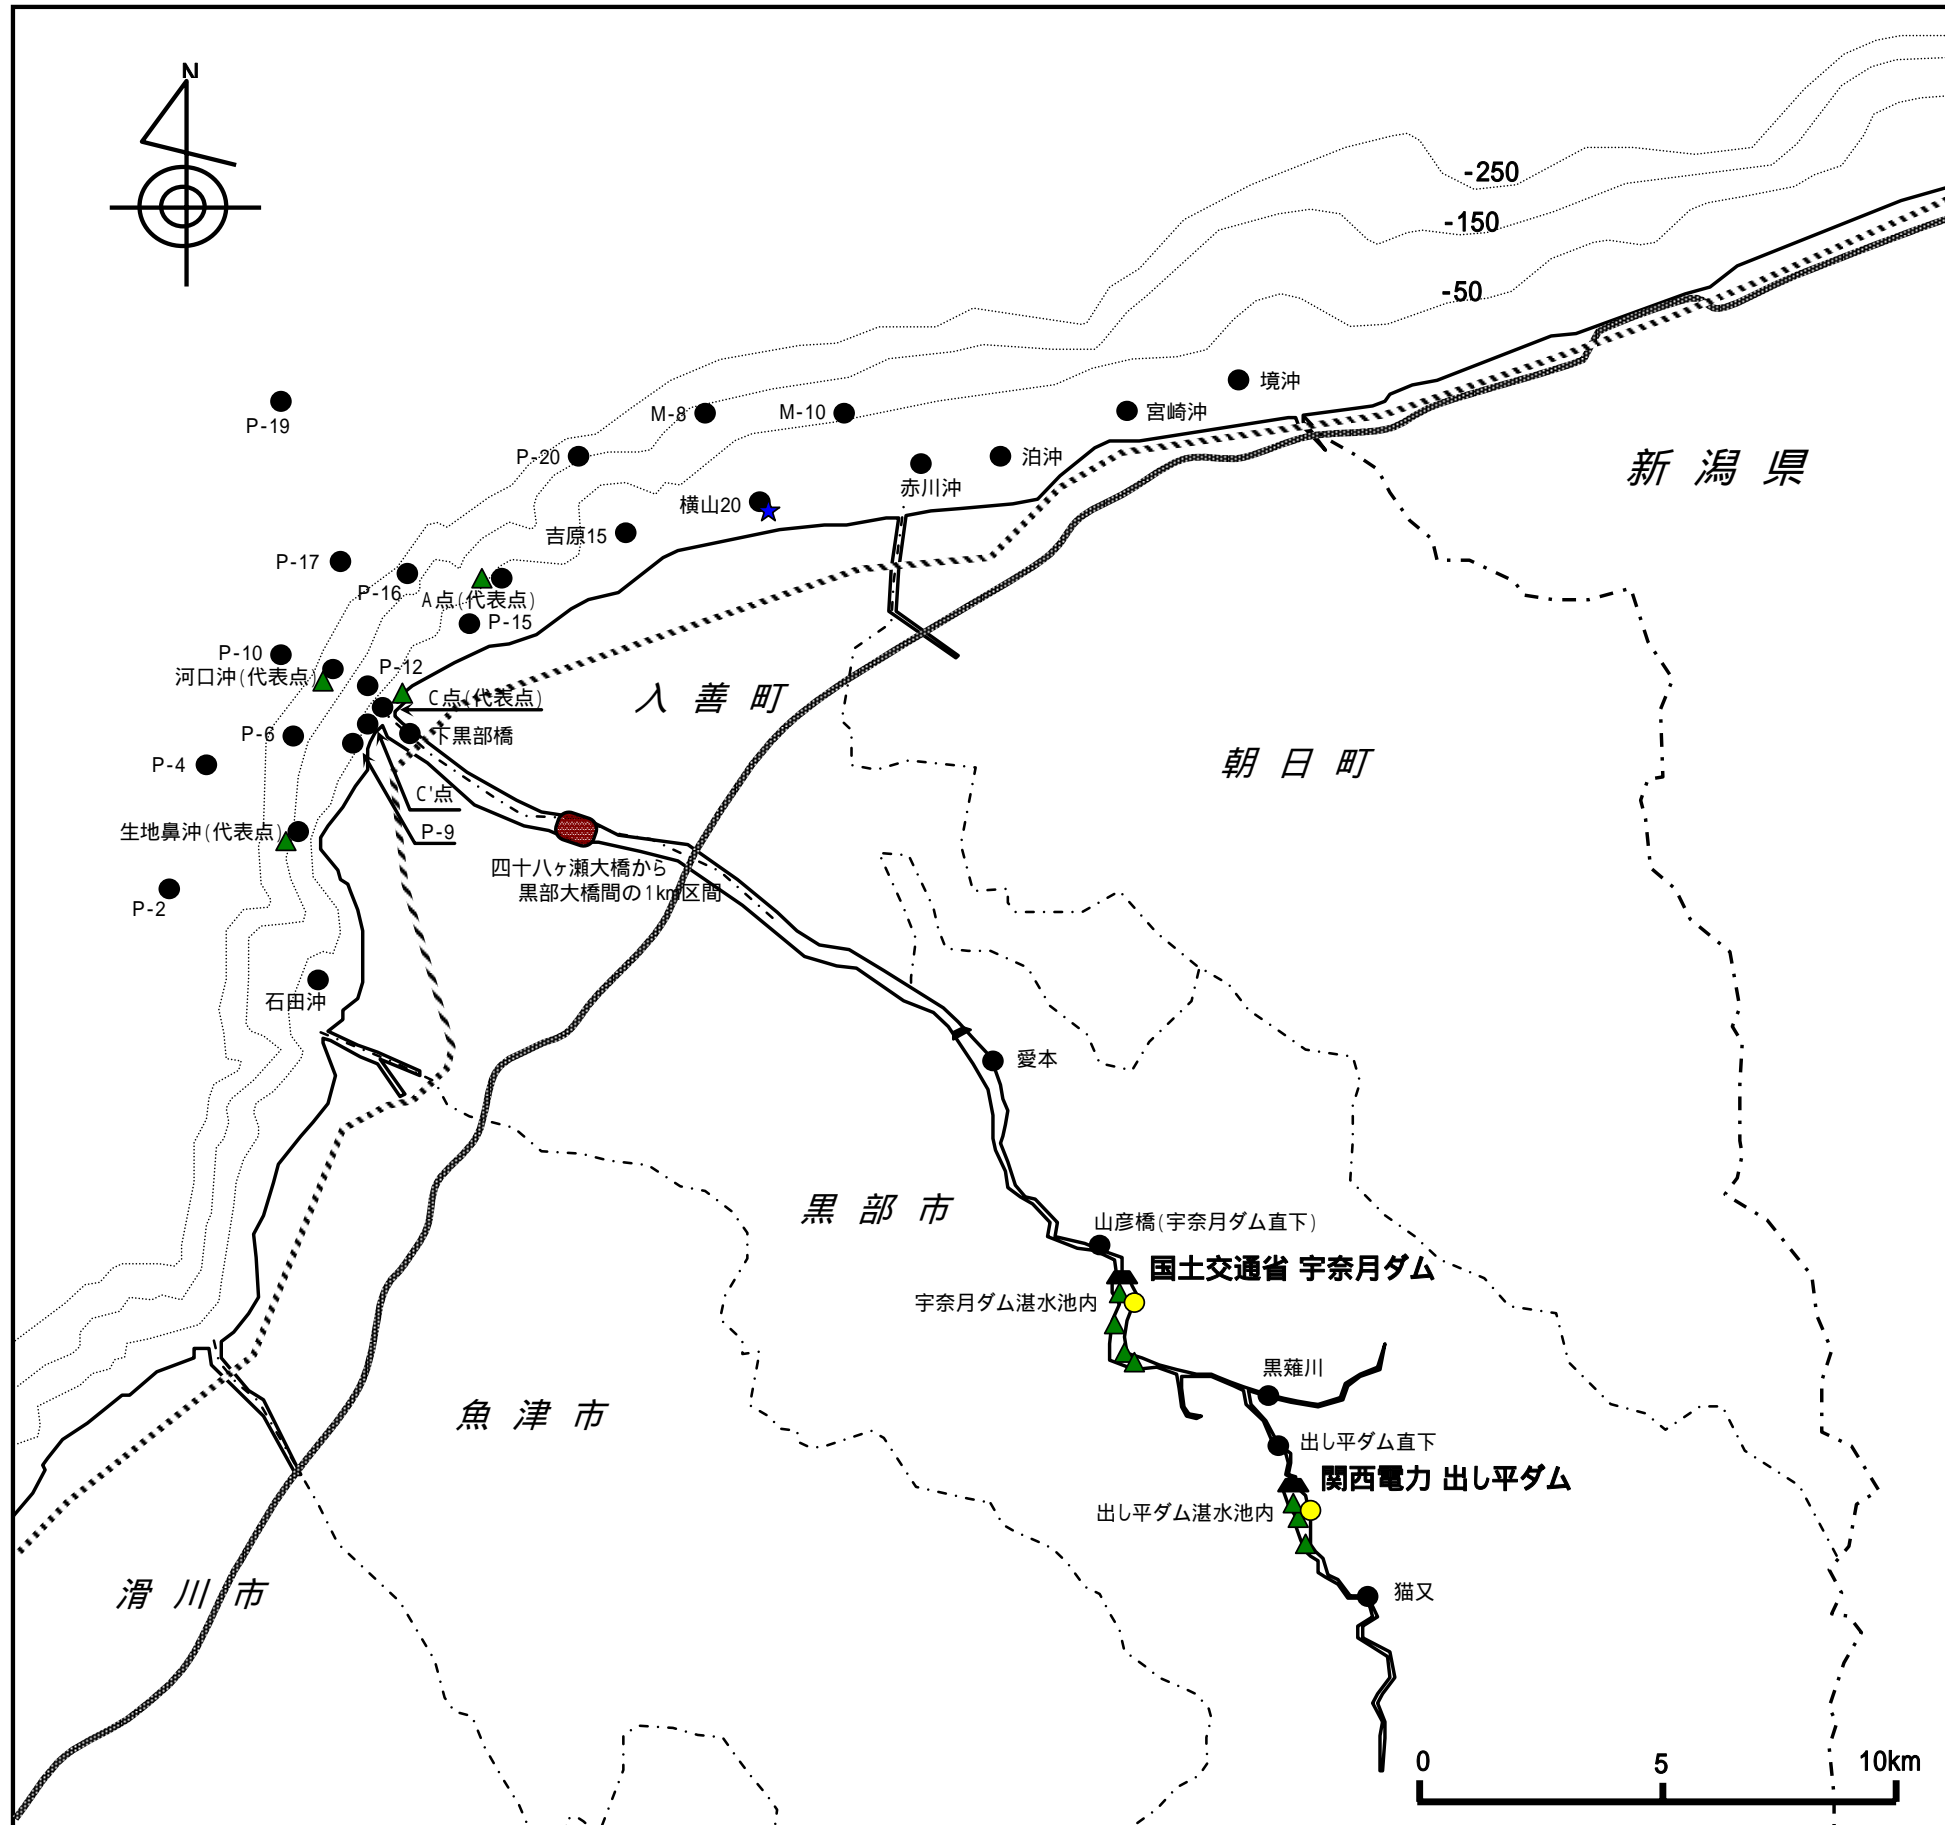 N
-250
-150
-50
境沖
宮崎沖
M-8
M-10
P-19
P-20
泊沖
赤川沖
新潟県
横山20
吉原15
P-17
P-16
A点(代表点)
P-15
P-10
河口沖(代表点)
P-12
C点(代表点)
入善町
下黒部橋
P-6
P-4
朝日町
C'点
生地鼻沖(代表点)
P-9
四十八ヶ瀬大橋から
黒部大橋間の1km区間
P-2
石田沖
愛本
黒部市
山彦橋(宇奈月ダム直下)
国土交通省 宇奈月ダム
宇奈月ダム湛水池内
黒薙川
魚津市
出し平ダム直下
関西電力 出し平ダム
出し平ダム湛水池内
猫又
滑川市
0 5 10km